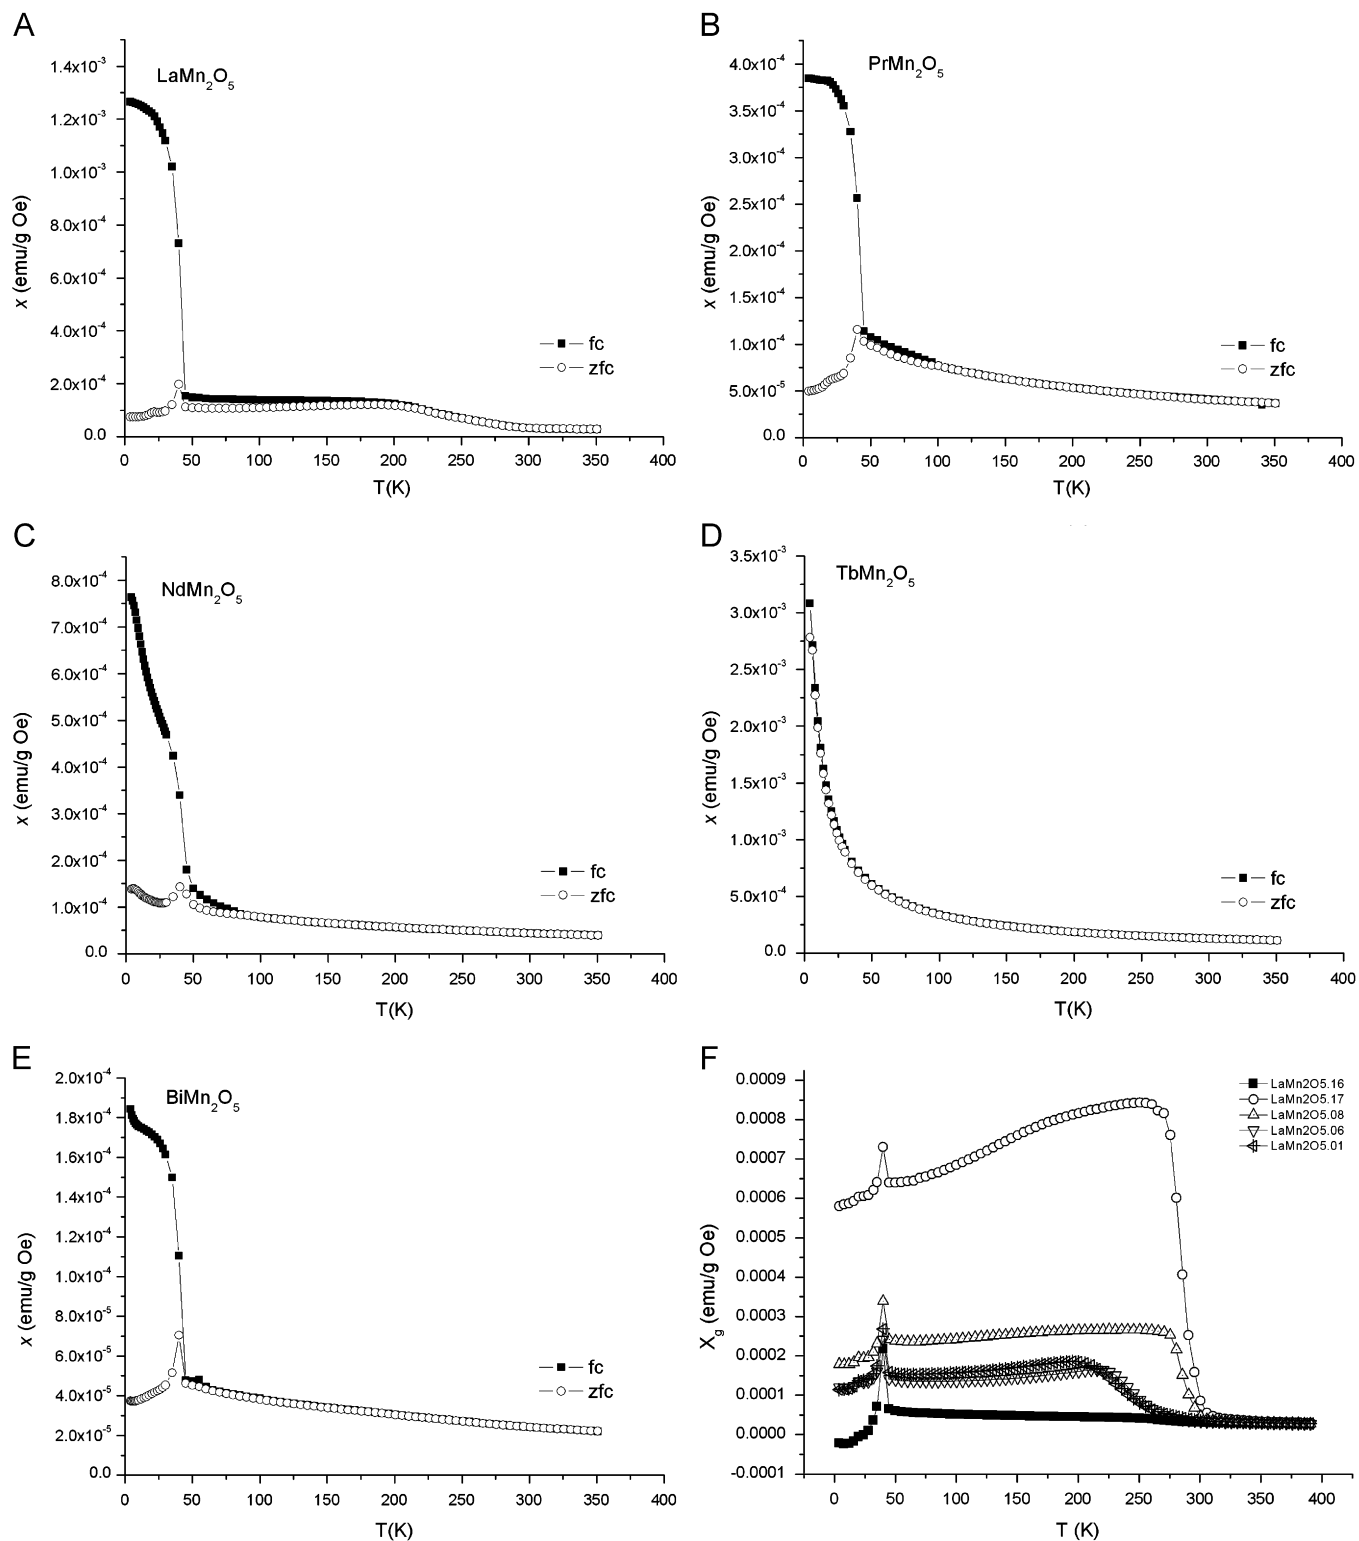 A
LaMn2O5
1.4x10-3
1.2x10-3
1.0x10-3
8.0x10-4
6.0x10-4
4.0x10-4
2.0x10-4
0.0
x (emu/g Oe)
fc
zfc
0 50 100 150 200 250 300 350 400
T(K)
B
PrMn2O5
4.0x10-4
3.5x10-4
3.0x10-4
2.5x10-4
2.0x10-4
1.5x10-4
1.0x10-4
5.0x10-5
0.0
x (emu/g Oe)
fc
zfc
0 50 100 150 200 250 300 350 400
T(K)
C
NdMn2O5
8.0x10-4
7.0x10-4
6.0x10-4
5.0x10-4
4.0x10-4
3.0x10-4
2.0x10-4
1.0x10-4
0.0
x (emu/g Oe)
fc
zfc
0 50 100 150 200 250 300 350 400
T(K)
D
TbMn2O5
3.5x10-3
3.0x10-3
2.5x10-3
2.0x10-3
1.5x10-3
1.0x10-3
5.0x10-4
0.0
x (emu/g Oe)
fc
zfc
0 50 100 150 200 250 300 350 400
T(K)
E
BiMn2O5
2.0x10-4
1.8x10-4
1.6x10-4
1.4x10-4
1.2x10-4
1.0x10-4
8.0x10-5
6.0x10-5
4.0x10-5
2.0x10-5
0.0
x (emu/g Oe)
fc
zfc
0 50 100 150 200 250 300 350 400
T(K)
F
0.0009
0.0008
0.0007
0.0006
0.0005
0.0004
0.0003
0.0002
0.0001
0.0000
-0.0001
Xg (emu/g Oe)
LaMn2O5.16
LaMn2O5.17
LaMn2O5.08
LaMn2O5.06
LaMn2O5.01
0 50 100 150 200 250 300 350 400
T (K)